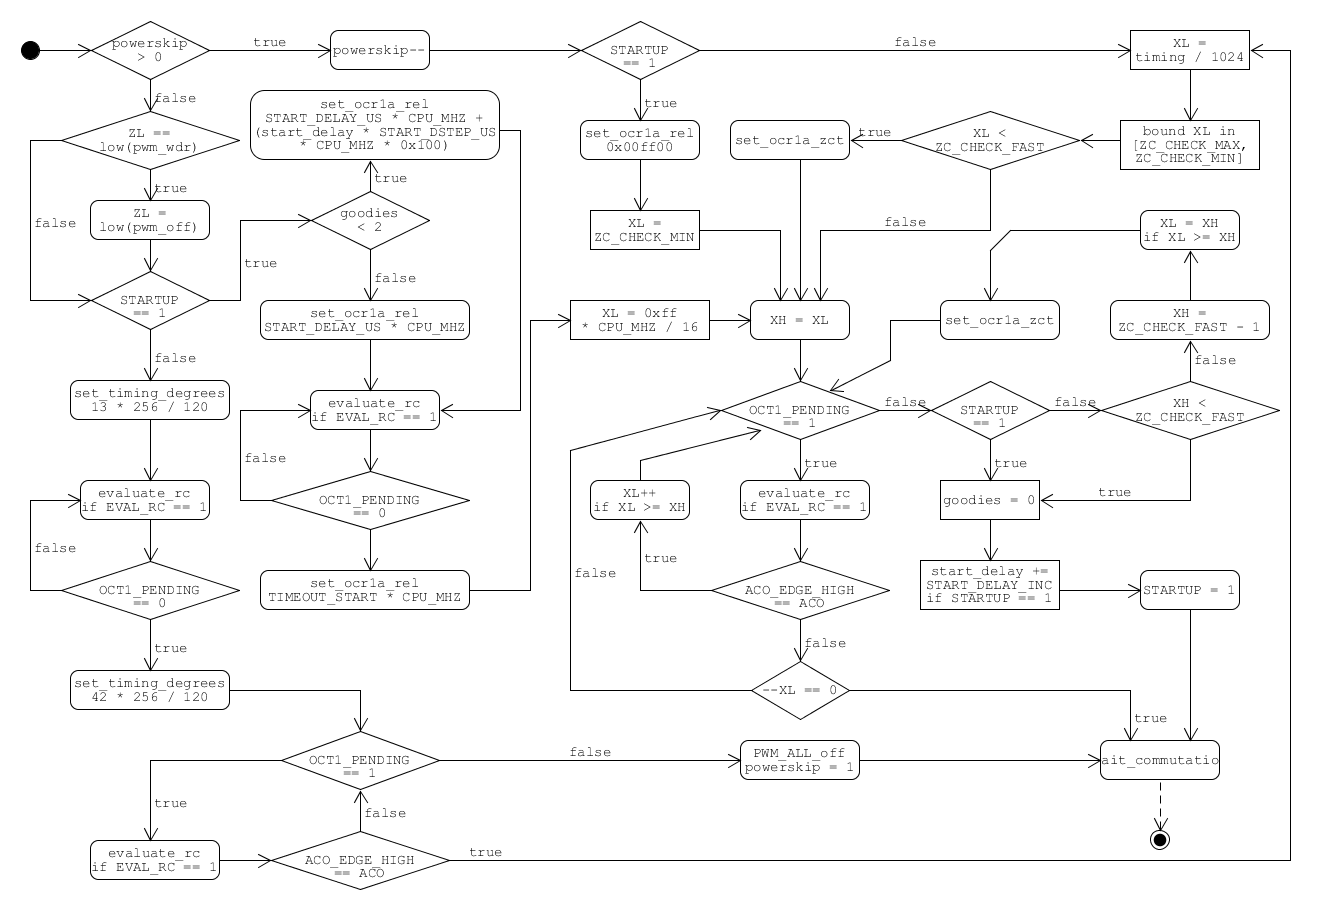 powerskip
> 0
true
powerskip--
STARTUP
== 1
false
XL =
timing / 1024
false
true
set_ocr1a_rel
START_DELAY_US * CPU_MHZ +
(start_delay * START_DSTEP_US
* CPU_MHZ * 0x100)
ZL ==
low(pwm_wdr)
set_ocr1a_rel
0x00ff00
set_ocr1a_zct
true
XL <
ZC_CHECK_FAST
bound XL in
[ZC_CHECK_MAX,
ZC_CHECK_MIN]
true
true
false
ZL =
low(pwm_off)
goodies
< 2
XL =
ZC_CHECK_MIN
false
XL = XH
if XL >= XH
true
false
STARTUP
== 1
set_ocr1a_rel
START_DELAY_US * CPU_MHZ
XL = 0xff
* CPU_MHZ / 16
XH = XL
set_ocr1a_zct
XH =
ZC_CHECK_FAST - 1
false
false
set_timing_degrees
13 * 256 / 120
evaluate_rc
if EVAL_RC == 1
OCT1_PENDING
== 1
false
STARTUP
== 1
false
XH <
ZC_CHECK_FAST
false
true
true
evaluate_rc
if EVAL_RC == 1
OCT1_PENDING
== 0
XL++
if XL >= XH
evaluate_rc
if EVAL_RC == 1
goodies = 0
true
false
true
false
OCT1_PENDING
== 0
set_ocr1a_rel
TIMEOUT_START * CPU_MHZ
ACO_EDGE_HIGH
== ACO
start_delay +=
START_DELAY_INC
if STARTUP == 1
STARTUP = 1
true
false
set_timing_degrees
42 * 256 / 120
--XL == 0
true
OCT1_PENDING
== 1
false
PWM_ALL_off
powerskip = 1
ait_commutatio
true
false
evaluate_rc
if EVAL_RC == 1
ACO_EDGE_HIGH
== ACO
true